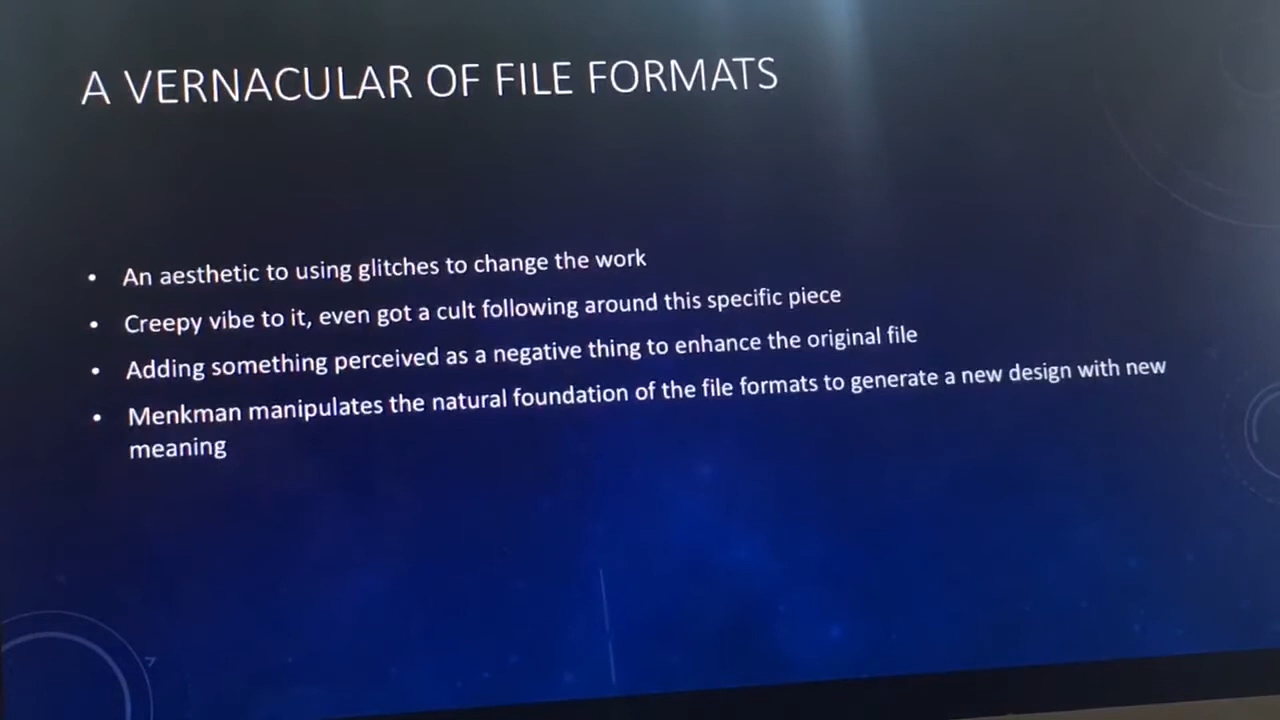 A VERNACULAR OF FILE FORMATS
• An aesthetic to using glitches to change the work
• Creepy vibe to it, even got a cult following around this specific piece
• Adding something perceived as a negative thing to enhance the original file
• Menkman manipulates the natural foundation of the file formats to generate a new design with new
meaning